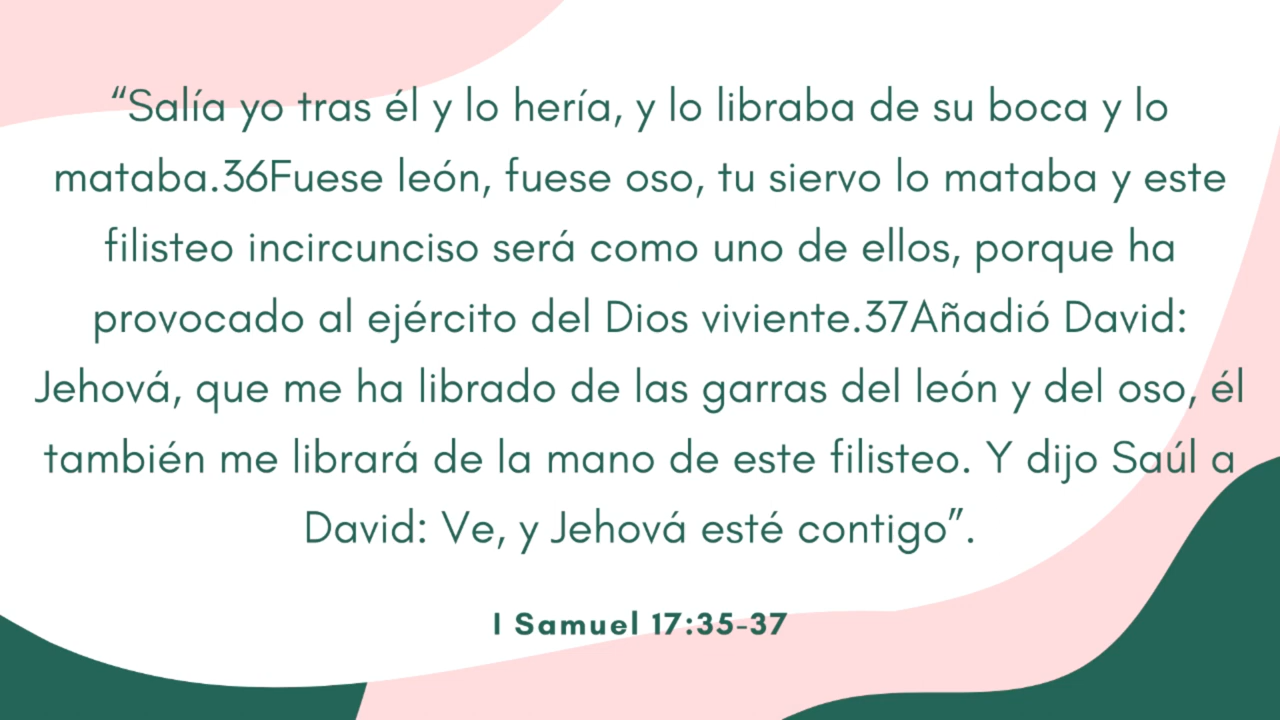 “Salía yo tras él y lo hería, y lo libraba de su boca y lo
mataba.36Fuese león, fuese oso, tu siervo lo mataba y este
filisteo incircunciso será como uno de ellos, porque ha
provocado al ejército del Dios viviente.37Añadió David:
Jehová, que me ha librado de las garras del león y del oso, él
también me librará de la mano de este filisteo. Y dijo Saúl a
David: Ve, y Jehová esté contigo”.
I Samuel 17:35-37